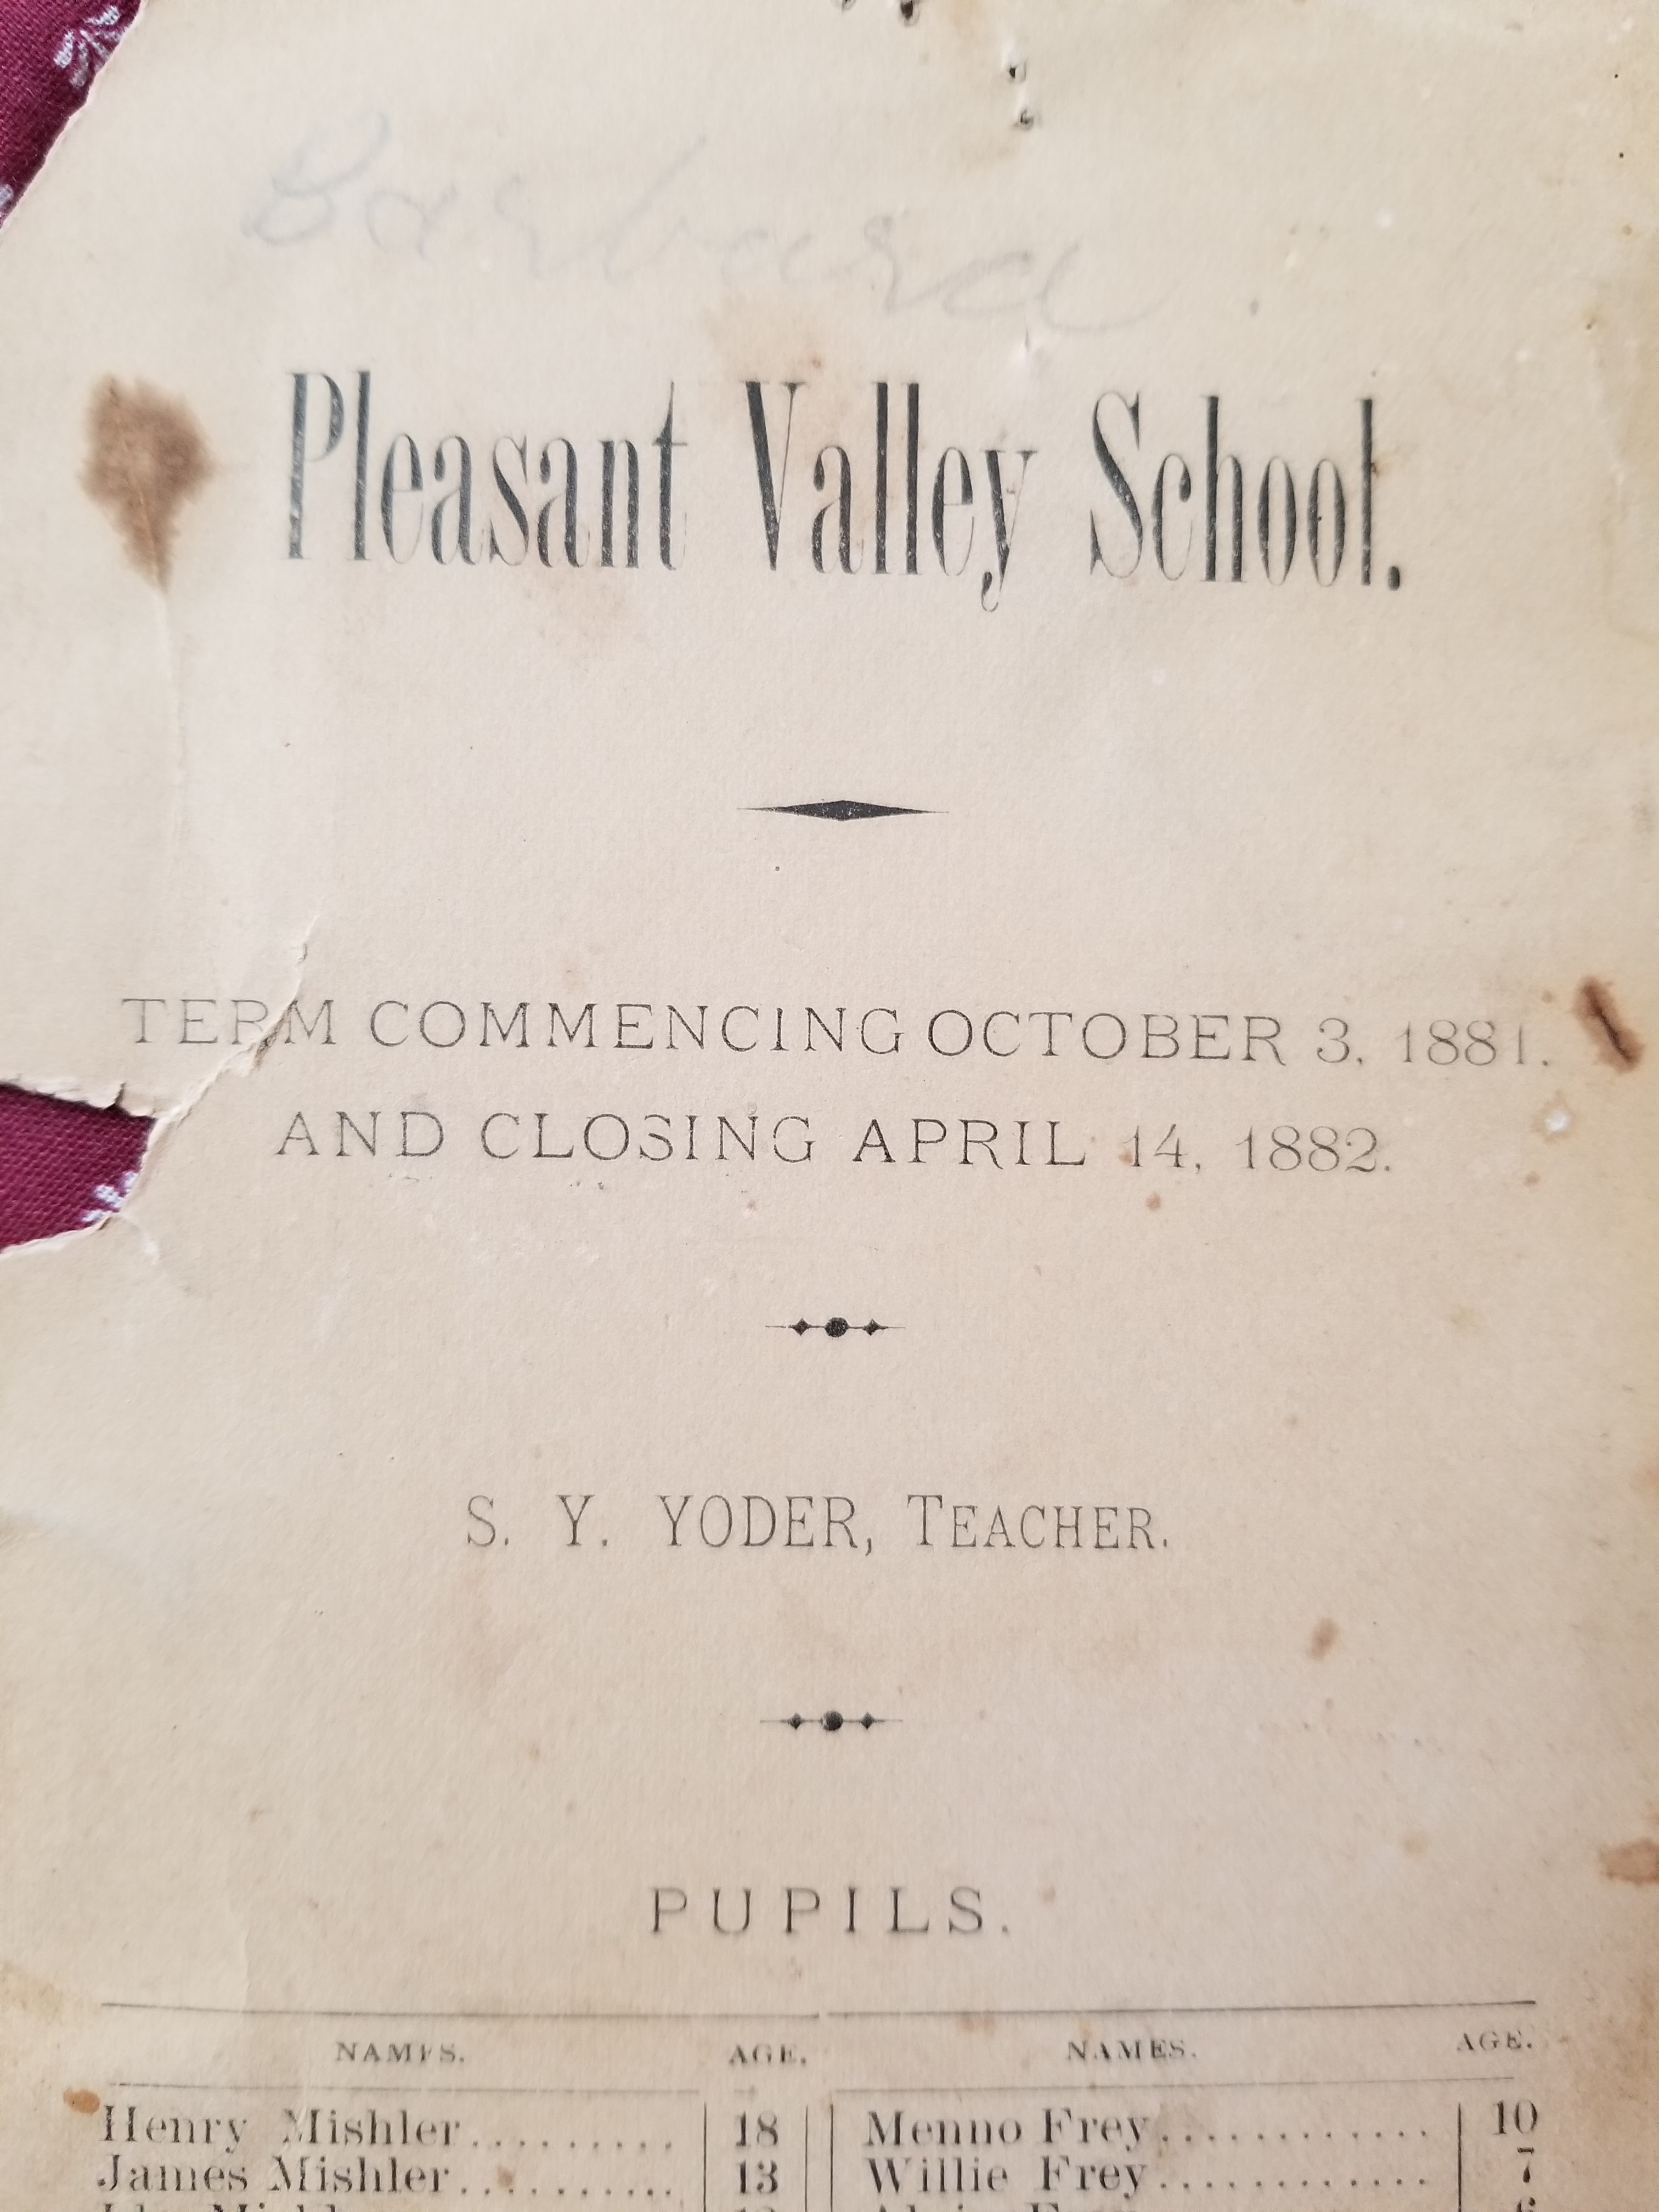 Barbara
Pleasant Valley School.
TERM COMMENCING OCTOBER 3, 1881.
AND CLOSING APRIL 14, 1882.
S. Y. YODER, TEACHER.
PUPILS.
NAMES. AGE. NAMES. AGE.
Henry Mishler.......... 18 Menno Frey............. 10
James Mishler.......... 13 Willie Frey............. 7